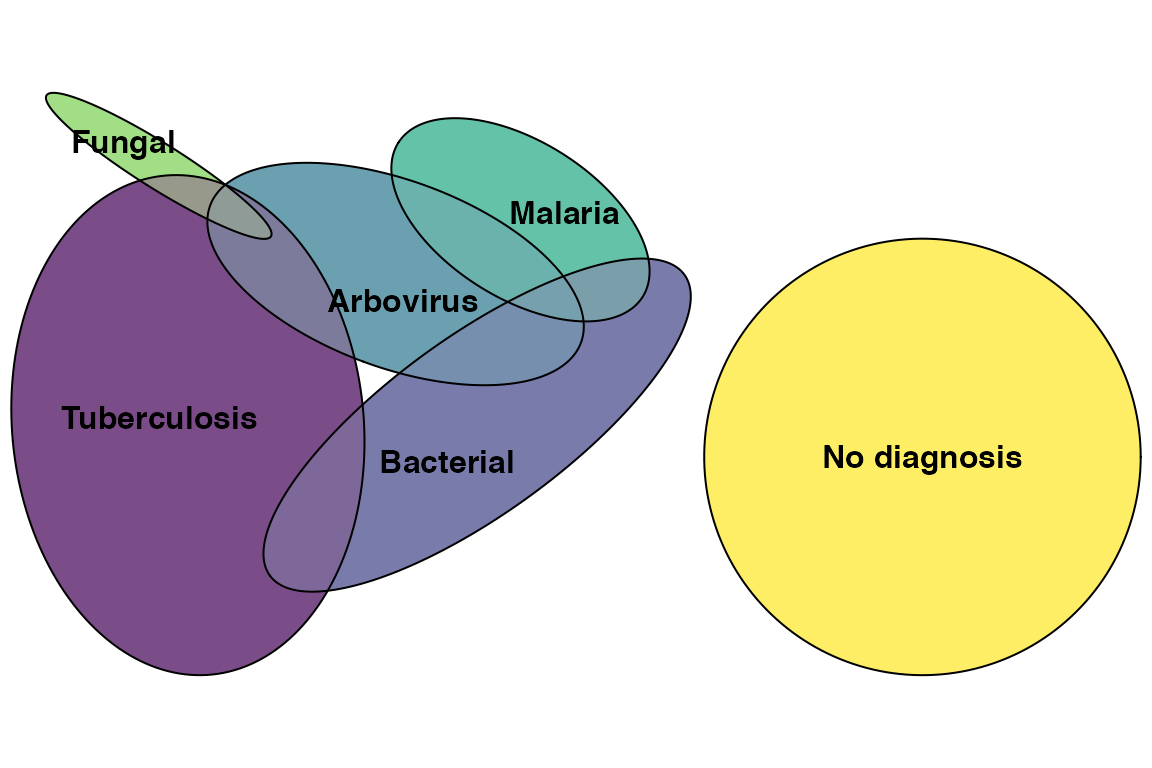 Fungal
Malaria
Arbovirus
Tuberculosis
Bacterial
No diagnosis